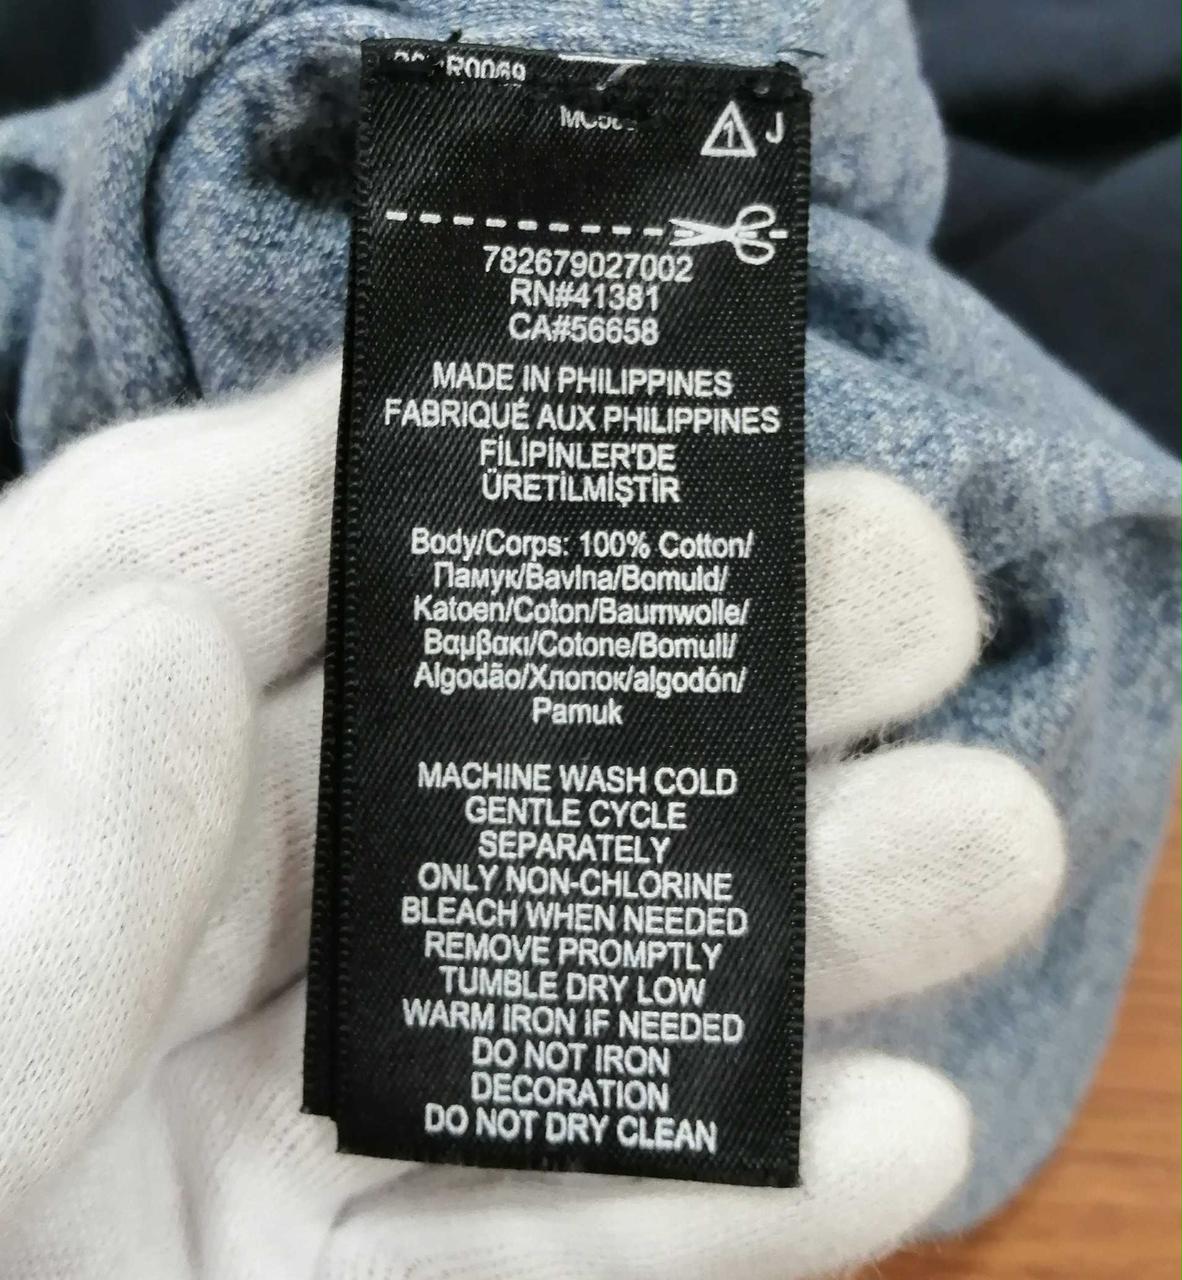 1 J
782679027002
RN#41381
CA#56658
MADE IN PHILIPPINES
FABRIQUÉ AUX PHILIPPINES
FİLİPİNLER'DE
ÜRETİLMİŞTİR
Body/Corps: 100% Cotton/
Памук/Bavlna/Bomuld/
Katoen/Coton/Baumwolle/
Βαμβακι/Cotone/Bomull/
Algodão/Хлопок/algodón/
Pamuk
MACHINE WASH COLD
GENTLE CYCLE
SEPARATELY
ONLY NON-CHLORINE
BLEACH WHEN NEEDED
REMOVE PROMPTLY
TUMBLE DRY LOW
WARM IRON IF NEEDED
DO NOT IRON
DECORATION
DO NOT DRY CLEAN